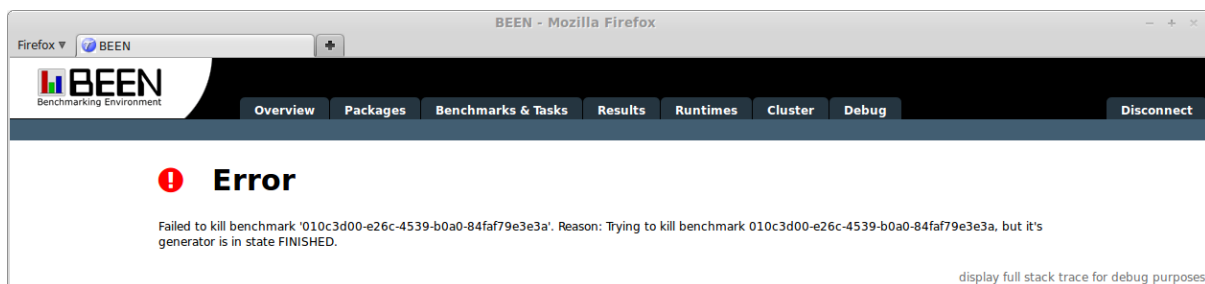 BEEN - Mozilla Firefox
Firefox BEEN
BEEN
Benchmarking Environment
Overview Packages Benchmarks & Tasks Results Runtimes Cluster Debug Disconnect
Error
Failed to kill benchmark '010c3d00-e26c-4539-b0a0-84faf79e3e3a'. Reason: Trying to kill benchmark 010c3d00-e26c-4539-b0a0-84faf79e3e3a, but it's
generator is in state FINISHED.
display full stack trace for debug purposes